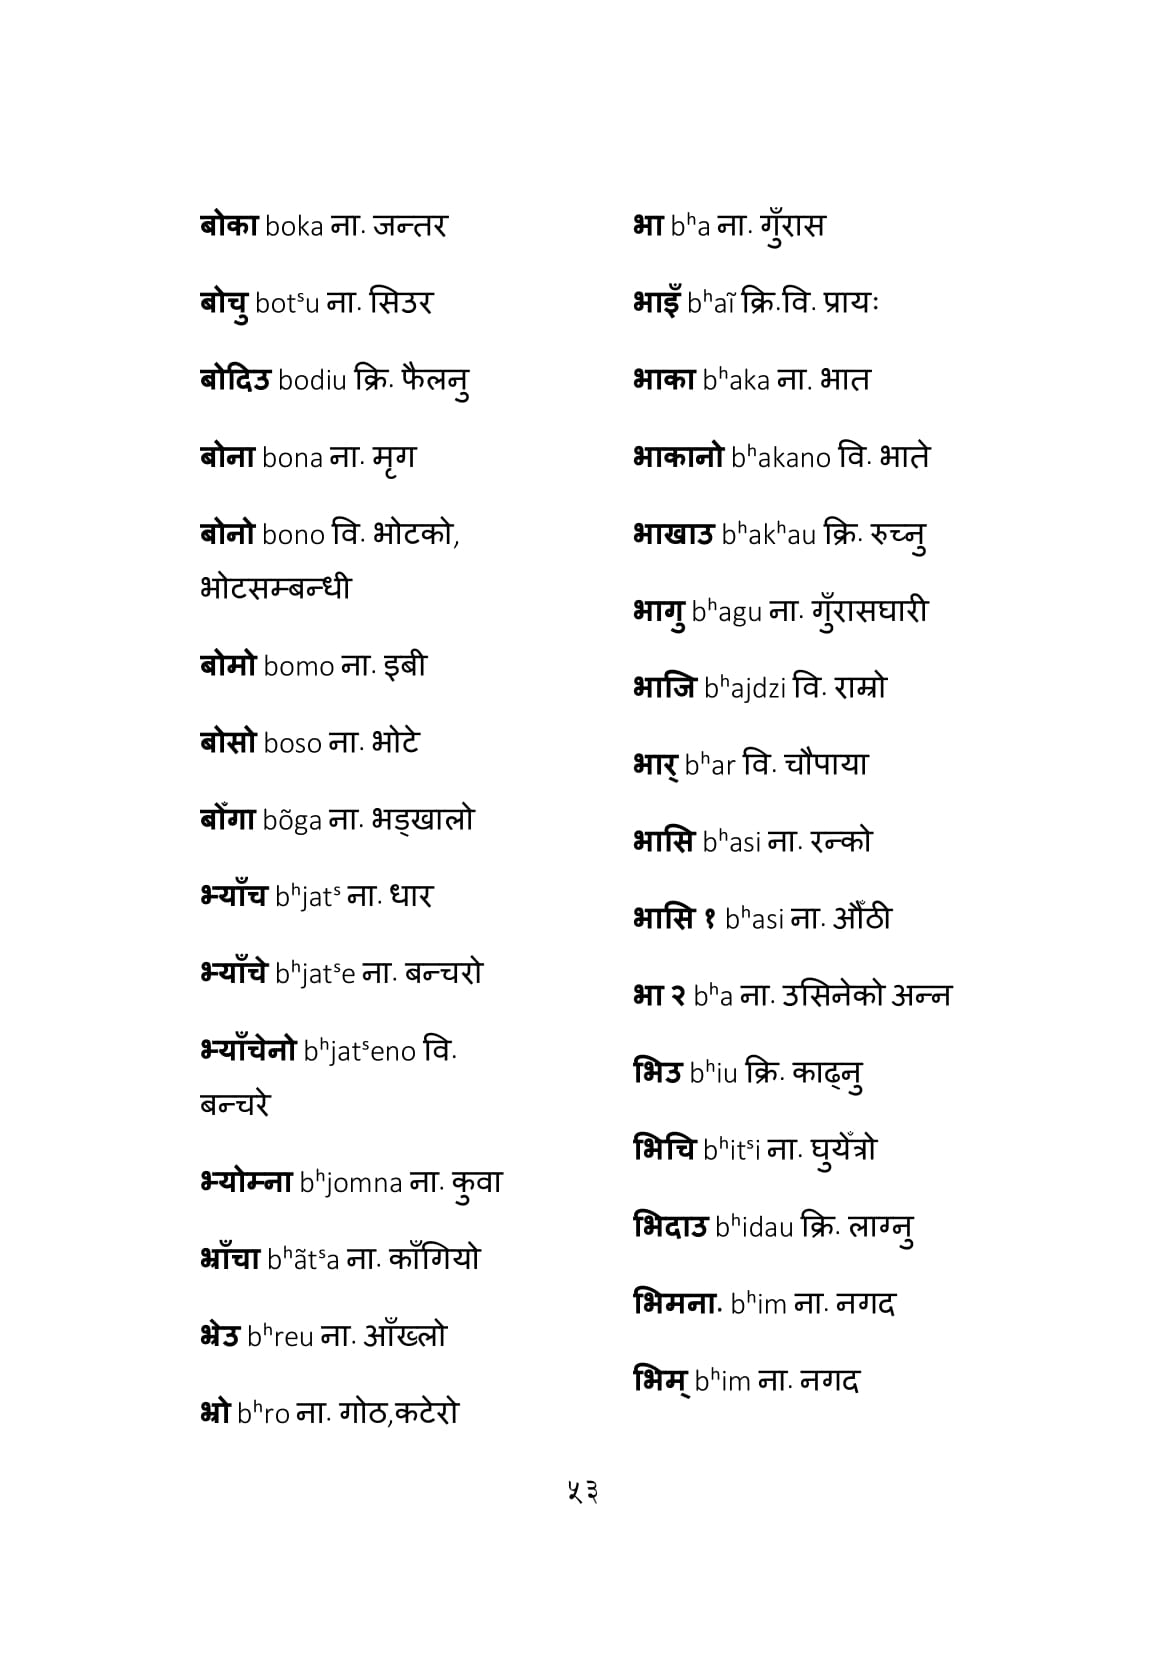 बोका boka ना. जन्तर
बोचु botˢu ना. सिउर
बोदिउ bodiu क्रि. फैलनु
बोना bona ना. मृग
बोनो bono वि. भोटको,
भोटसम्बन्धी
बोमो bomo ना. इबी
बोसो boso ना. भोटे
बोँगा bõga ना. भड्खालो
भ्याँच bʰjatˢ ना. धार
भ्याँचे bʰjatˢe ना. बन्चरो
भ्याँचेनो bʰjatˢeno वि.
बन्चरे
भ्योम्ना bʰjomna ना. कुवा
भ्राँचा bʰãtˢa ना. काँगियो
भ्रेउ bʰreu ना. आँख्लो
भ्रो bʰro ना. गोठ,कटेरो
भा bʰa ना. गुँरास
भाइँ bʰaĩ क्रि.वि. प्रायः
भाका bʰaka ना. भात
भाकानो bʰakano वि. भाते
भाखाउ bʰakʰau क्रि. रुच्नु
भागु bʰagu ना. गुँरासघारी
भाजि bʰajdzi वि. राम्रो
भार् bʰar वि. चौपाया
भासि bʰasi ना. रन्को
भासि १ bʰasi ना. औँठी
भा २ bʰa ना. उसिनेको अन्न
भिउ bʰiu क्रि. काढ्नु
भिचि bʰitˢi ना. घुयेँत्रो
भिदाउ bʰidau क्रि. लाग्नु
भिमना. bʰim ना. नगद
भिम् bʰim ना. नगद
५३